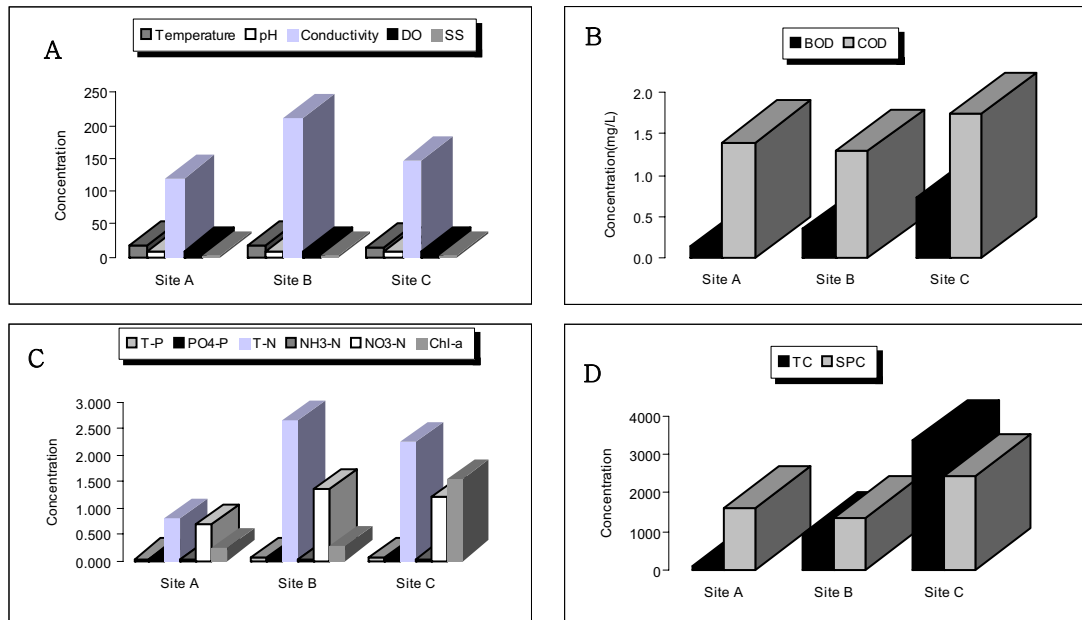 A
Temperature pH Conductivity DO SS
Concentration
250
200
150
100
50
0
Site A Site B Site C
B
BOD COD
Concentration(mg/L)
2.0
1.5
1.0
0.5
0.0
Site A Site B Site C
C
T-P PO4-P T-N NH3-N NO3-N Chl-a
Concentration
3.000
2.500
2.000
1.500
1.000
0.500
0.000
Site A Site B Site C
D
TC SPC
Concentration
4000
3000
2000
1000
0
Site A Site B Site C